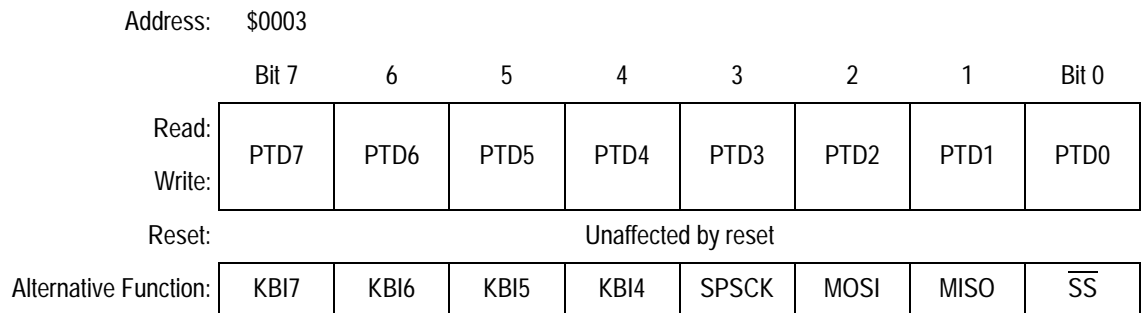 Address: $0003
Bit 7 6 5 4 3 2 1 Bit 0
Read:
PTD7 PTD6 PTD5 PTD4 PTD3 PTD2 PTD1 PTD0
Write:
Reset: Unaffected by reset
Alternative Function: KBI7 KBI6 KBI5 KBI4 SPSCK MOSI MISO S̅S̅